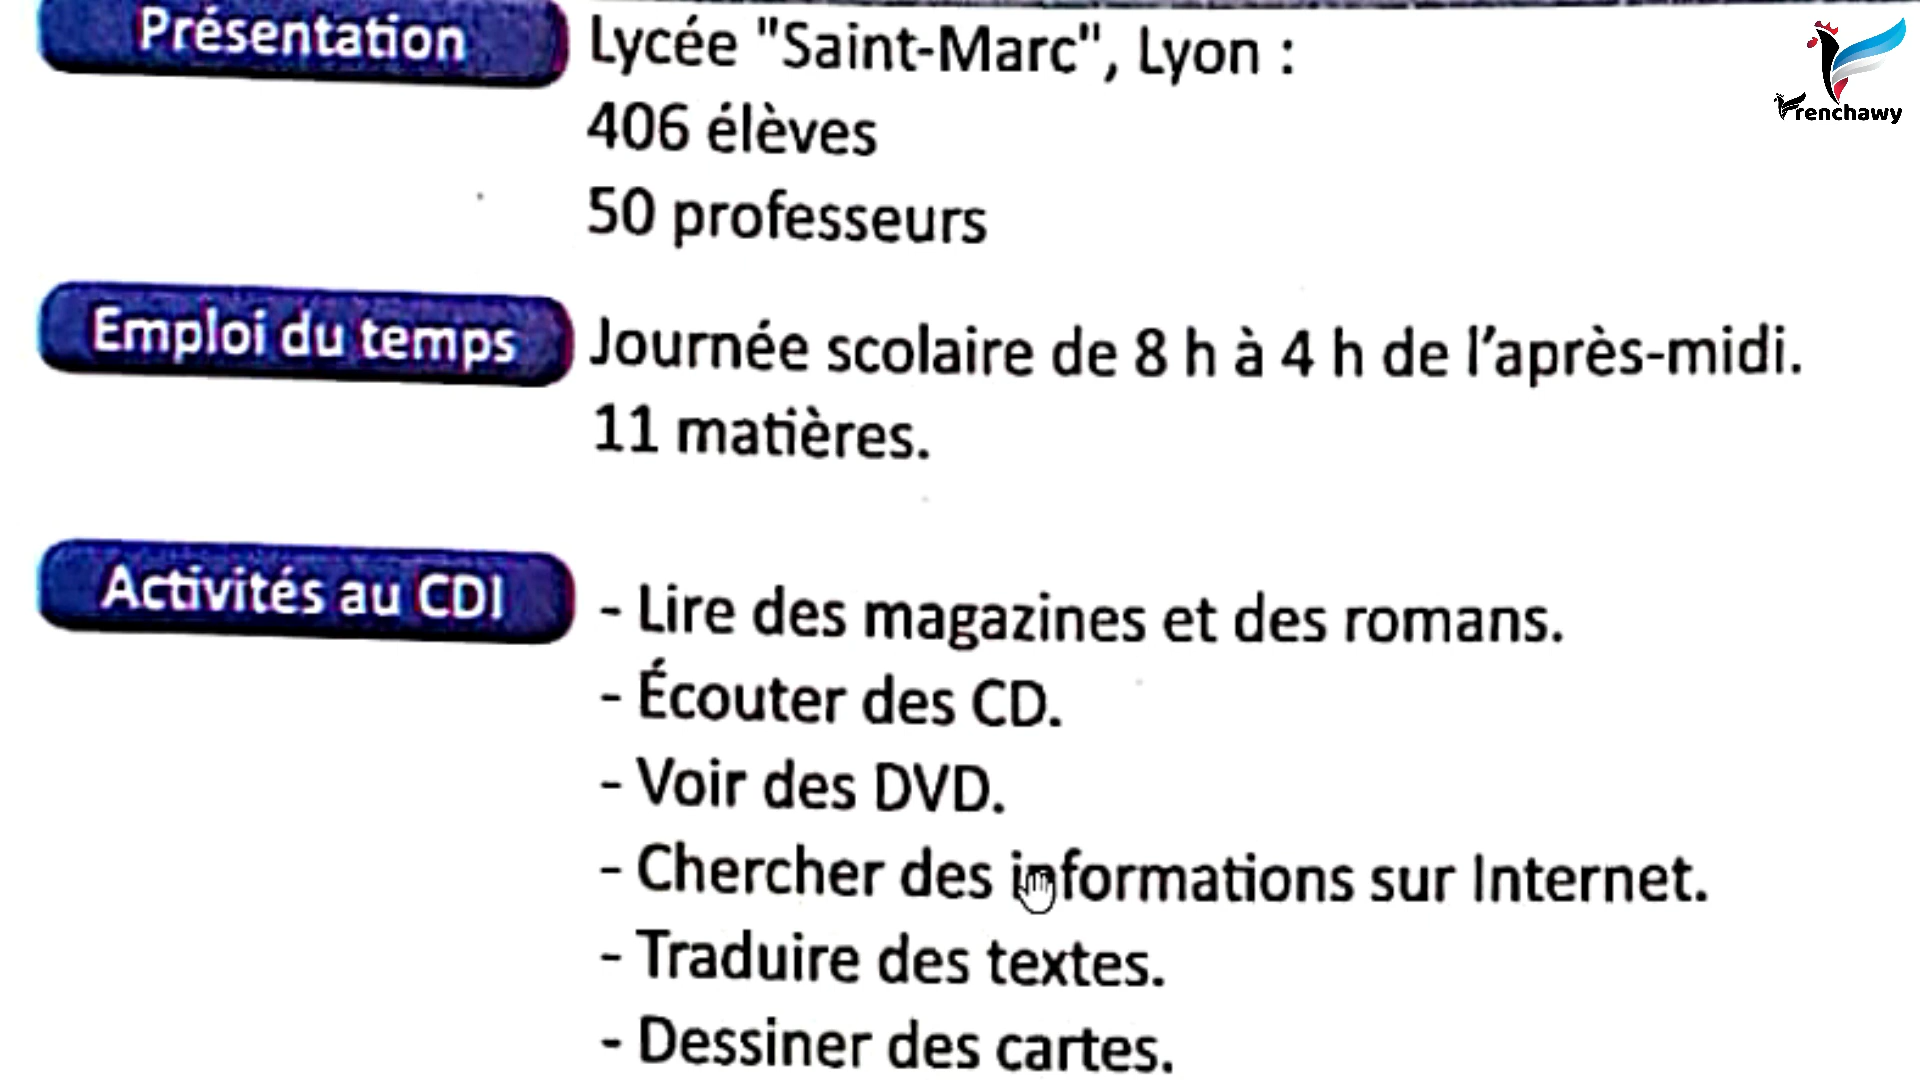 Présentation
Lycée "Saint-Marc", Lyon :
406 élèves
50 professeurs
Frenchawy
Emploi du temps
Journée scolaire de 8 h à 4 h de l'après-midi.
11 matières.
Activités au CDI
- Lire des magazines et des romans.
- Écouter des CD.
- Voir des DVD.
- Chercher des informations sur Internet.
- Traduire des textes.
- Dessiner des cartes.